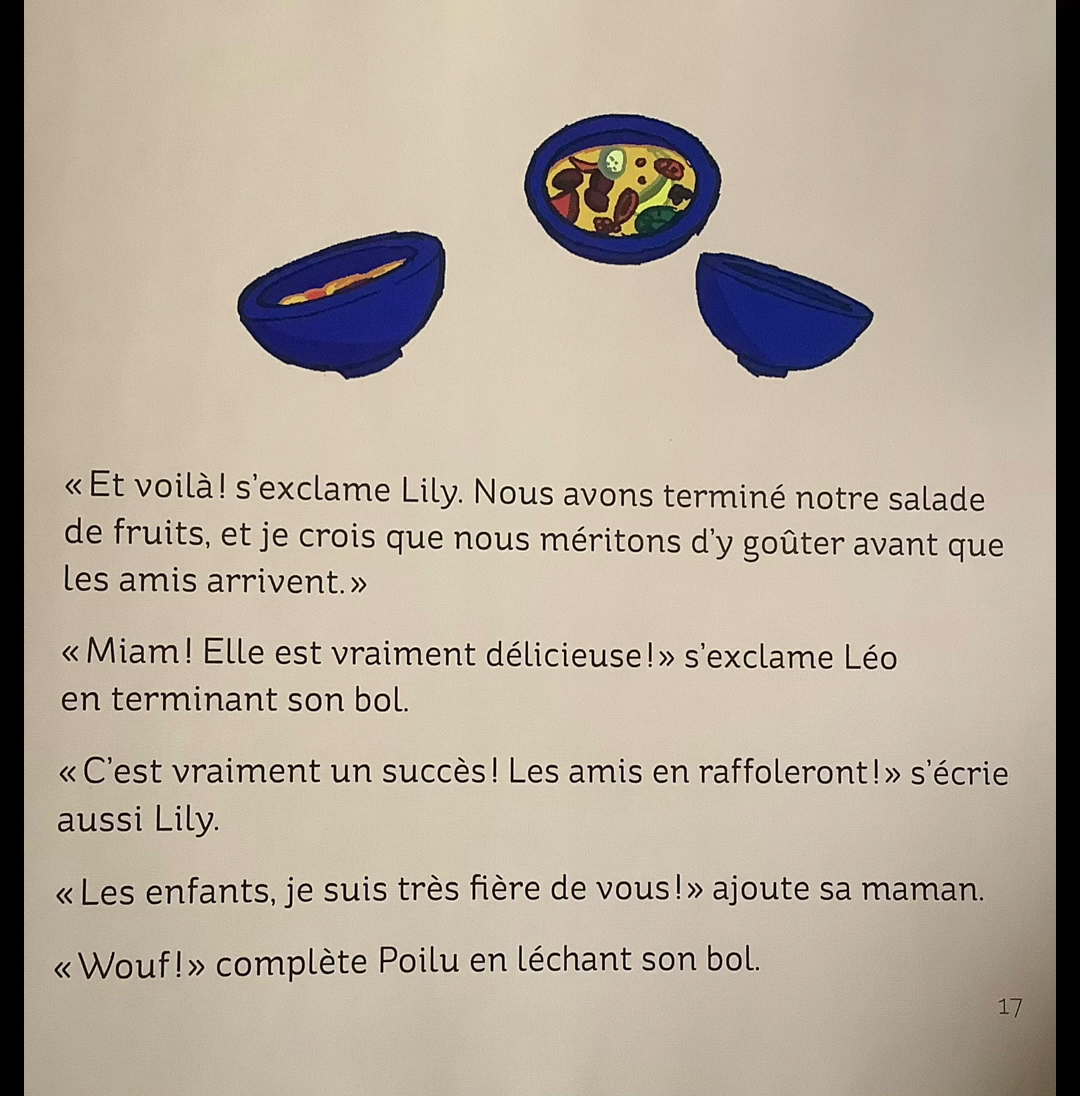 « Et voilà! s'exclame Lily. Nous avons terminé notre salade
de fruits, et je crois que nous méritons d'y goûter avant que
les amis arrivent. »
« Miam! Elle est vraiment délicieuse!» s'exclame Léo
en terminant son bol.
« C'est vraiment un succès! Les amis en raffoleront!» s'écrie
aussi Lily.
« Les enfants, je suis très fière de vous!» ajoute sa maman.
« Wouf!» complète Poilu en léchant son bol.
17